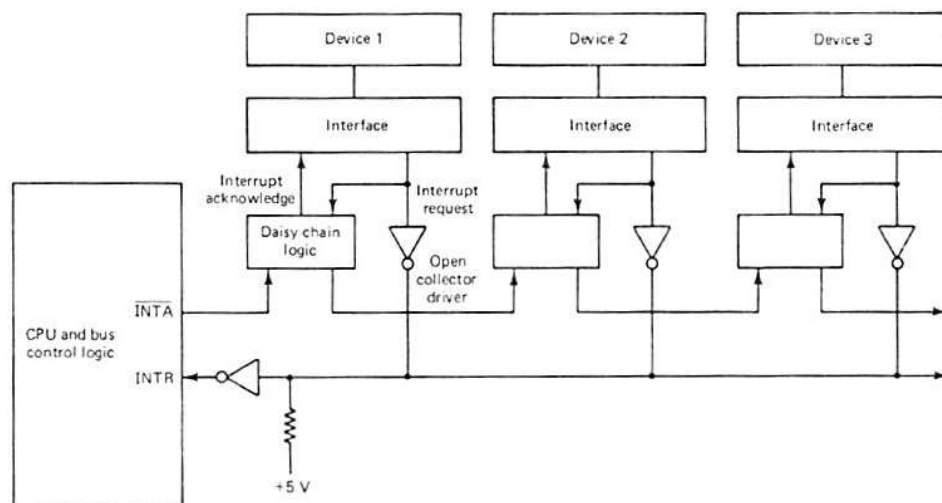 Device 1
Device 2
Device 3
Interface
Interface
Interface
Interrupt
acknowledge
Interrupt
request
Daisy chain
logic
Open
collector
driver
INTA
CPU and bus
control logic
INTR
+5 V